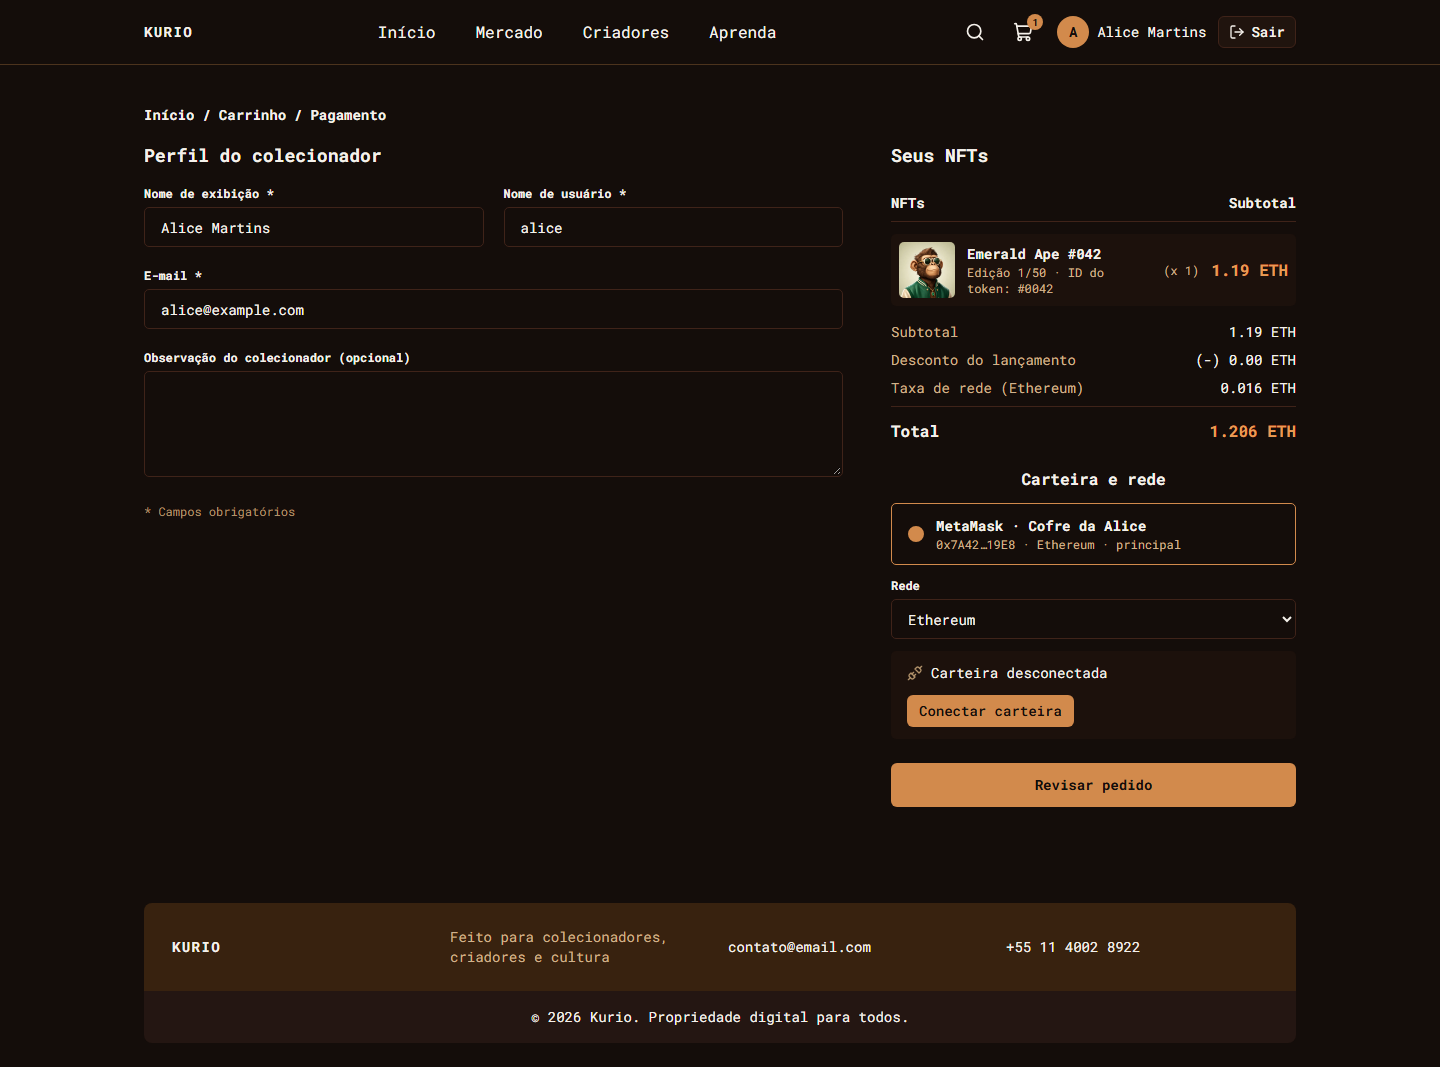 KURIO
Início
Mercado
Criadores
Aprenda
1
A
Alice Martins
Sair
Início / Carrinho / Pagamento
Perfil do colecionador
Nome de exibição *
Nome de usuário *
Alice Martins
alice
E-mail *
alice@example.com
Observação do colecionador (opcional)
* Campos obrigatórios
Seus NFTs
NFTs
Subtotal
Emerald Ape #042
Edição 1/50 · ID do
token: #0042
(x 1)
1.19 ETH
Subtotal
1.19 ETH
Desconto do lançamento
(-) 0.00 ETH
Taxa de rede (Ethereum)
0.016 ETH
Total
1.206 ETH
Carteira e rede
MetaMask · Cofre da Alice
0x7A42…19E8 · Ethereum · principal
Rede
Ethereum
Carteira desconectada
Conectar carteira
Revisar pedido
KURIO
Feito para colecionadores,
criadores e cultura
contato@email.com
+55 11 4002 8922
© 2026 Kurio. Propriedade digital para todos.